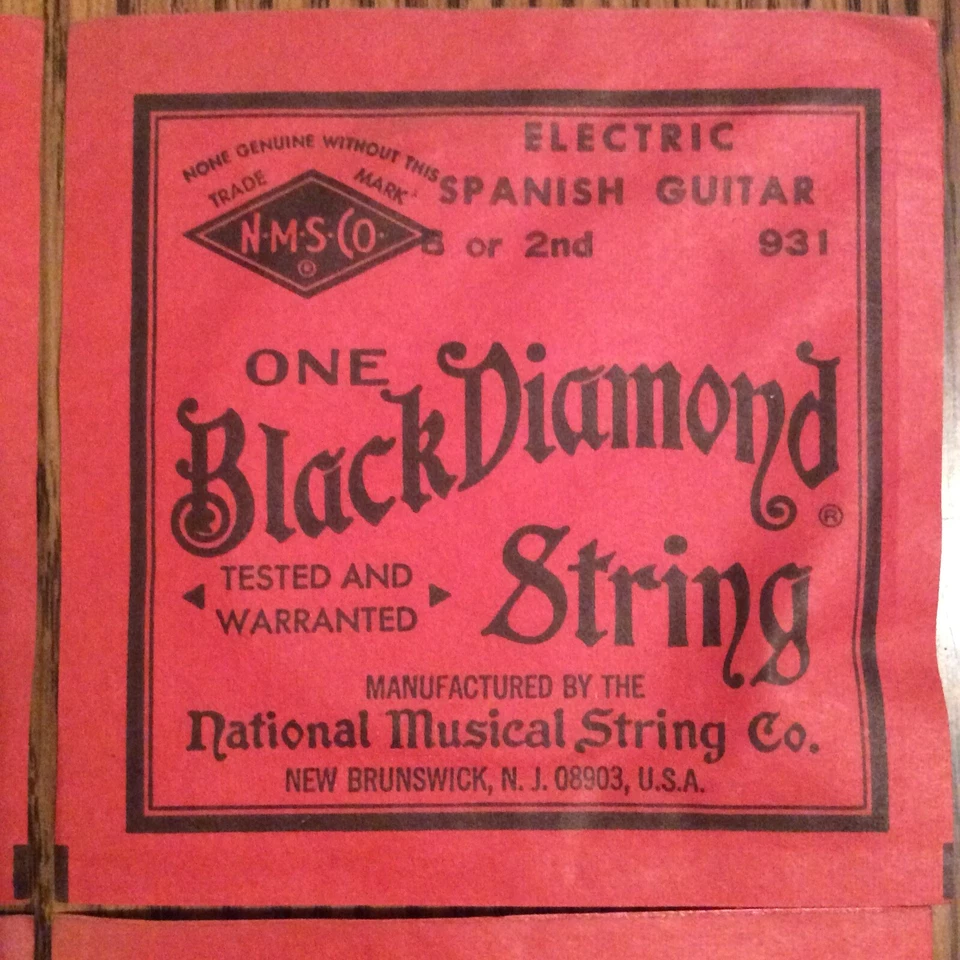 NONE GENUINE WITHOUT THIS
TRADE MARK
N·M·S·CO·
®
ELECTRIC
SPANISH GUITAR
B or 2nd 931
ONE
Black Diamond ®
String
TESTED AND
WARRANTED
MANUFACTURED BY THE
National Musical String Co.
NEW BRUNSWICK, N. J. 08903, U.S.A.